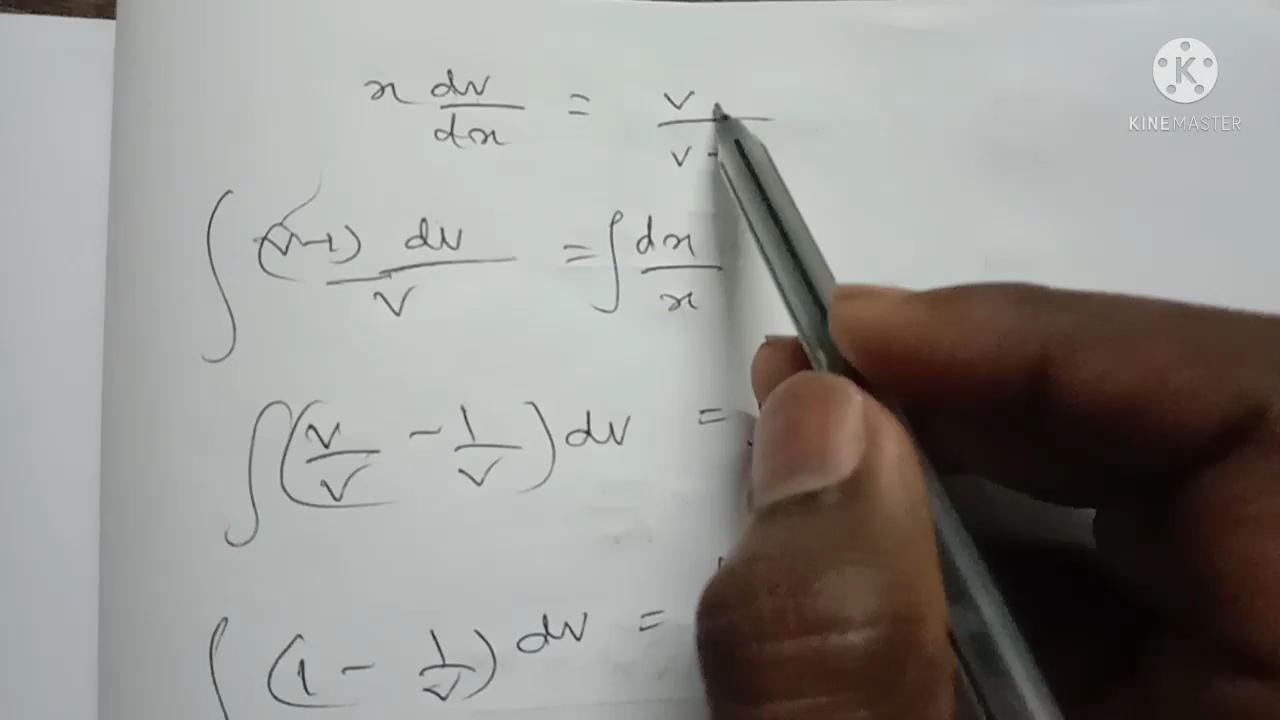 x dv/dx = v/v-
KINEMASTER
∫ (v-1) dv/v = ∫ dx/x
∫ (v/v - 1/v) dv =
∫ (1 - 1/v) dv =